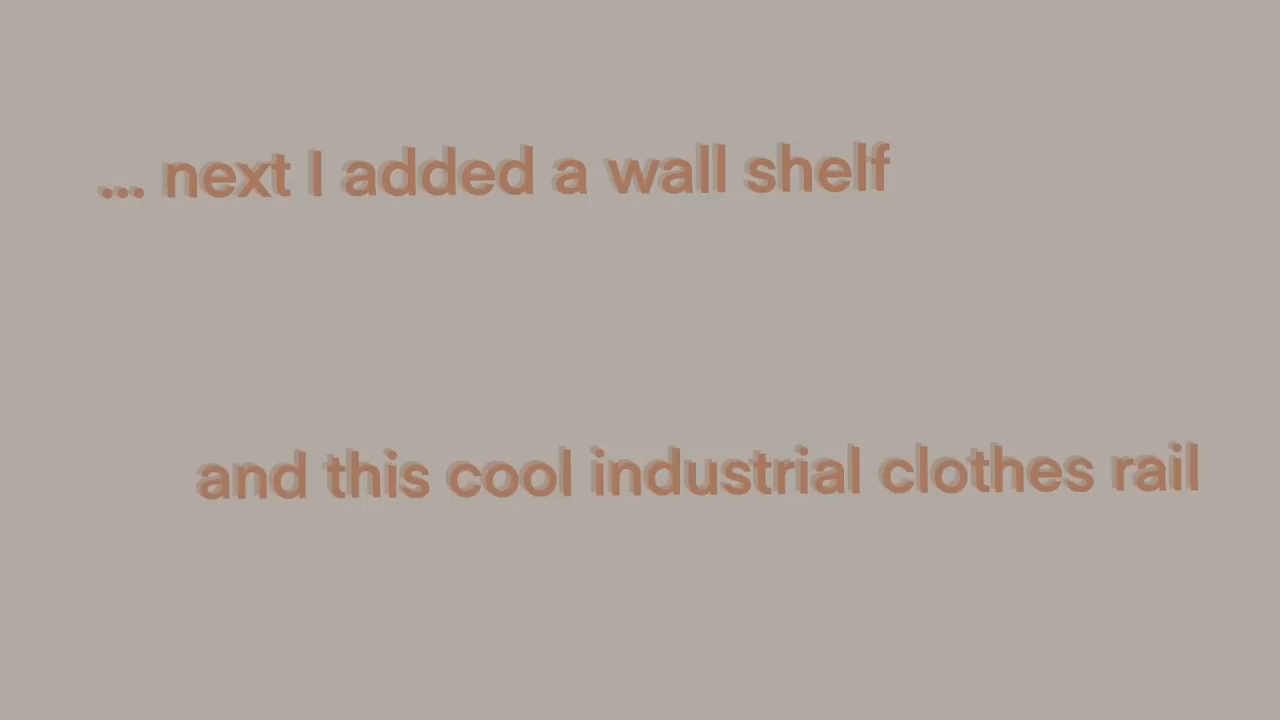 ... next I added a wall shelf
and this cool industrial clothes rail